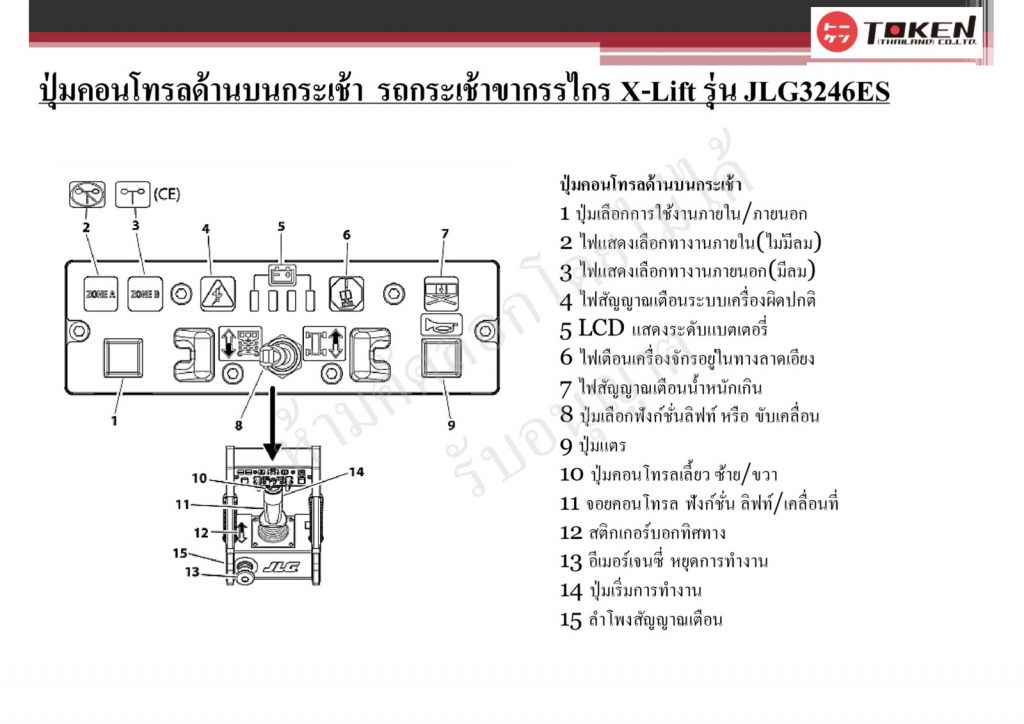 トーケン TOKEN
(THAILAND) CO.,LTD.
ปุ่มคอนโทรลด้านบนกระเช้า รถกระเช้าขากรรไกร X-Lift รุ่น JLG3246ES
(CE)
2
3
4
5
6
7
ZONE A
ZONE B
1
8
9
10
14
11
12
15
13
JLG
ปุ่มคอนโทรลด้านบนกระเช้า
1 ปุ่มเลือกการใช้งานภายใน/ภายนอก
2 ไฟแสดงเลือกทางานภายใน(ไม่มีลม)
3 ไฟแสดงเลือกทางานภายนอก(มีลม)
4 ไฟสัญญาณเตือนระบบเครื่องผิดปกติ
5 LCD แสดงระดับแบตเตอรี่
6 ไฟเตือนเครื่องจักรอยู่ในทางลาดเอียง
7 ไฟสัญญาณเตือนน้ำหนักเกิน
8 ปุ่มเลือกฟังก์ชั่นลิฟท์ หรือ ขับเคลื่อน
9 ปุ่มแตร
10 ปุ่มคอนโทรลเลี้ยว ซ้าย/ขวา
11 จอยคอนโทรล ฟังก์ชั่น ลิฟท์/เคลื่อนที่
12 สติกเกอร์บอกทิศทาง
13 อีเมอร์เจนซี่ หยุดการทำงาน
14 ปุ่มเริ่มการทำงาน
15 ลำโพงสัญญาณเตือน
ห้ามคัดลอกโดยไม่ได้
รับอนุญาต